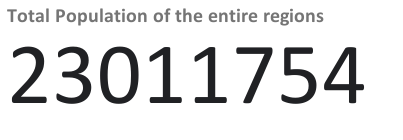 Total Population of the entire regions
23011754